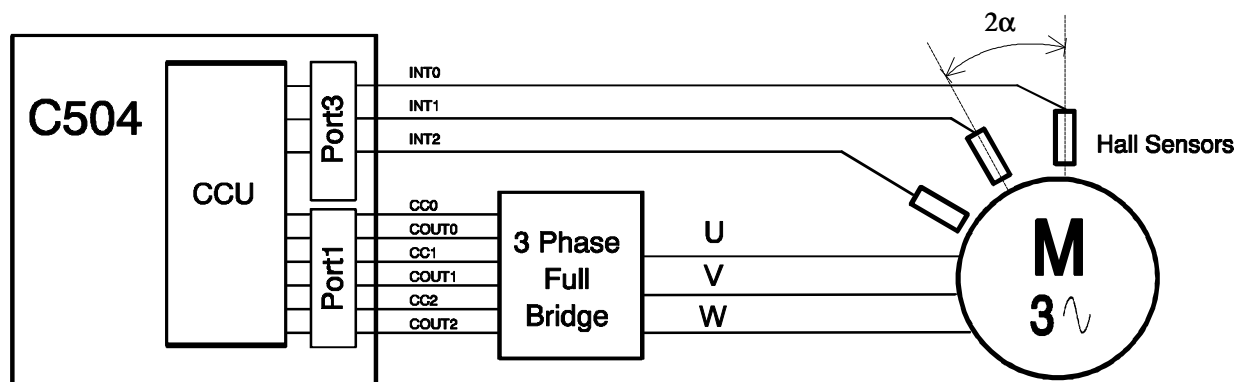 2α
C504
CCU
Port3
INT0
INT1
INT2
Hall Sensors
Port1
CC0
COUT0
CC1
COUT1
CC2
COUT2
3 Phase
Full
Bridge
U
V
W
M
3